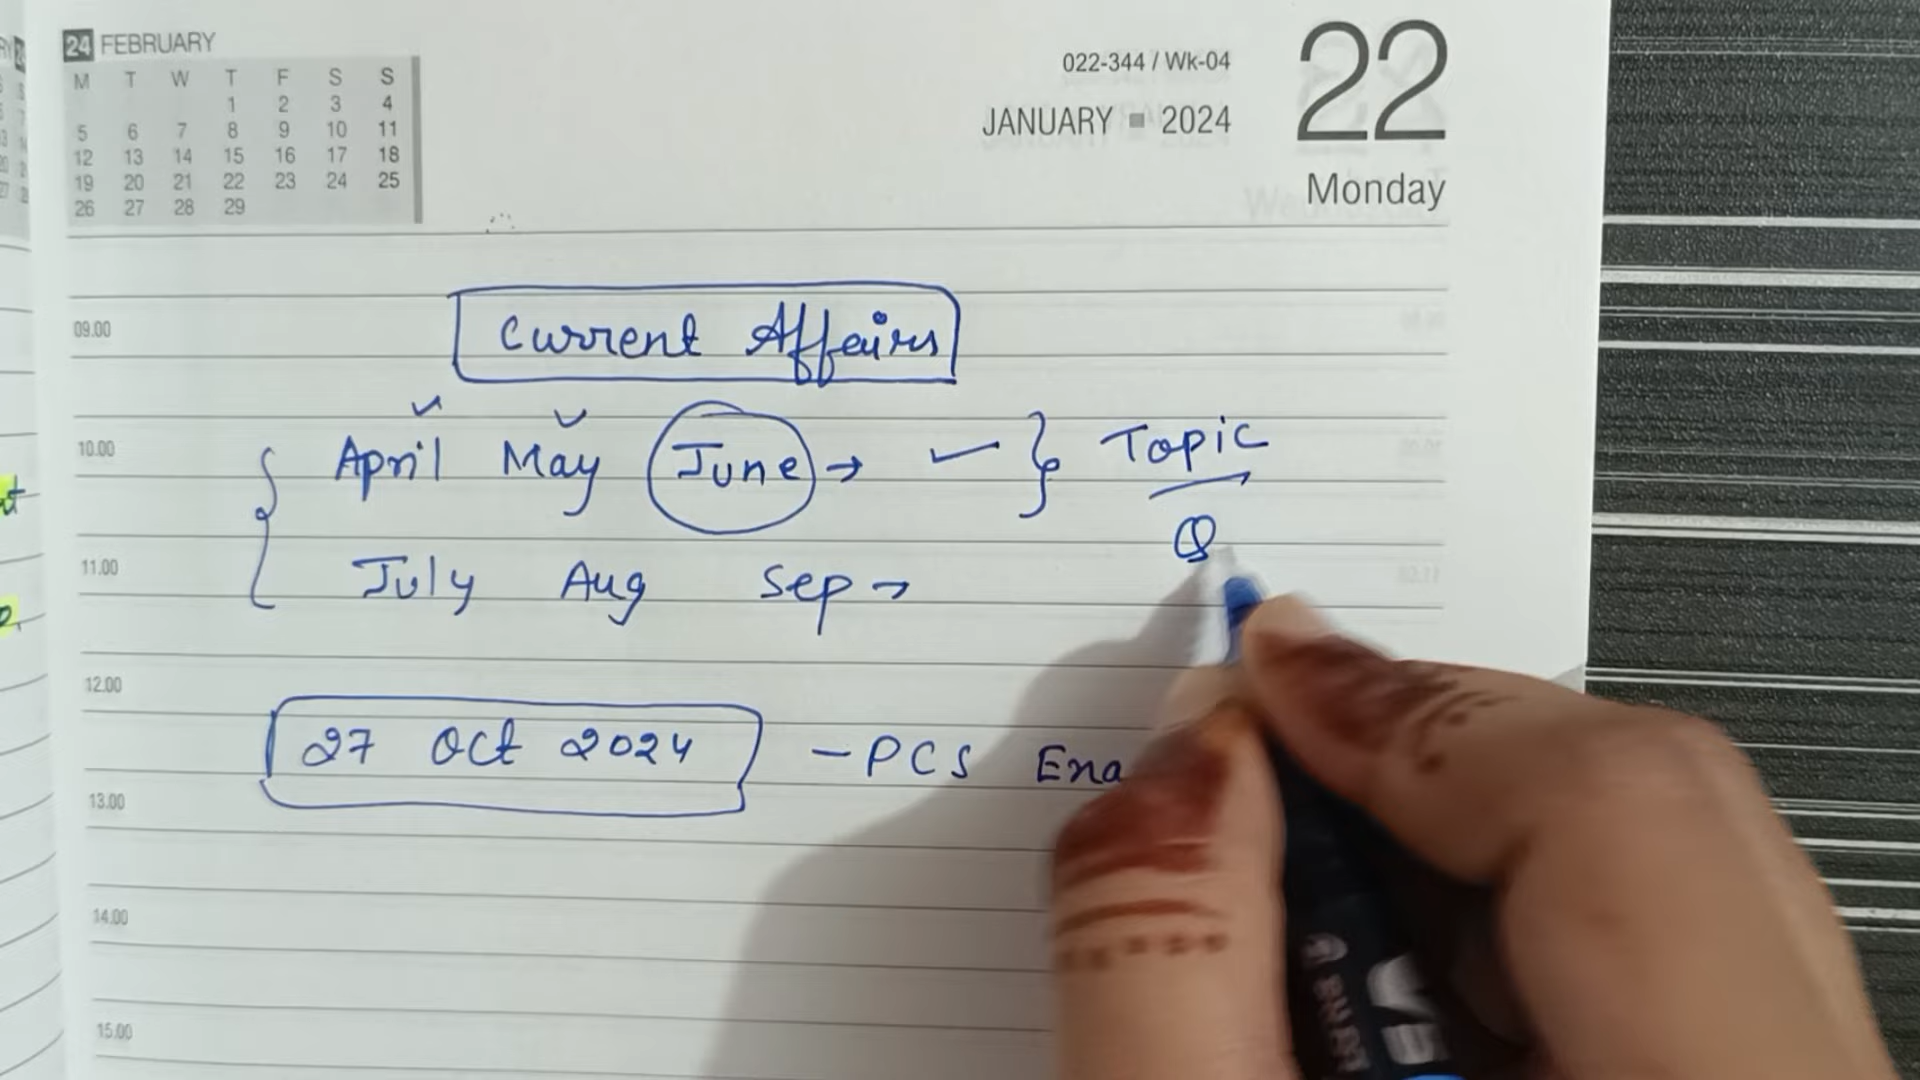 24 FEBRUARY
M T W T F S S
1 2 3 4
5 6 7 8 9 10 11
12 13 14 15 16 17 18
19 20 21 22 23 24 25
26 27 28 29
022-344 / Wk-04
JANUARY ▪ 2024
22
Monday
09.00
Current Affairs
10.00
April May June → ✓ } Topic
Q
11.00
{ July Aug Sep →
12.00
27 Oct 2024 - PCS Exa
13.00
14.00
15.00